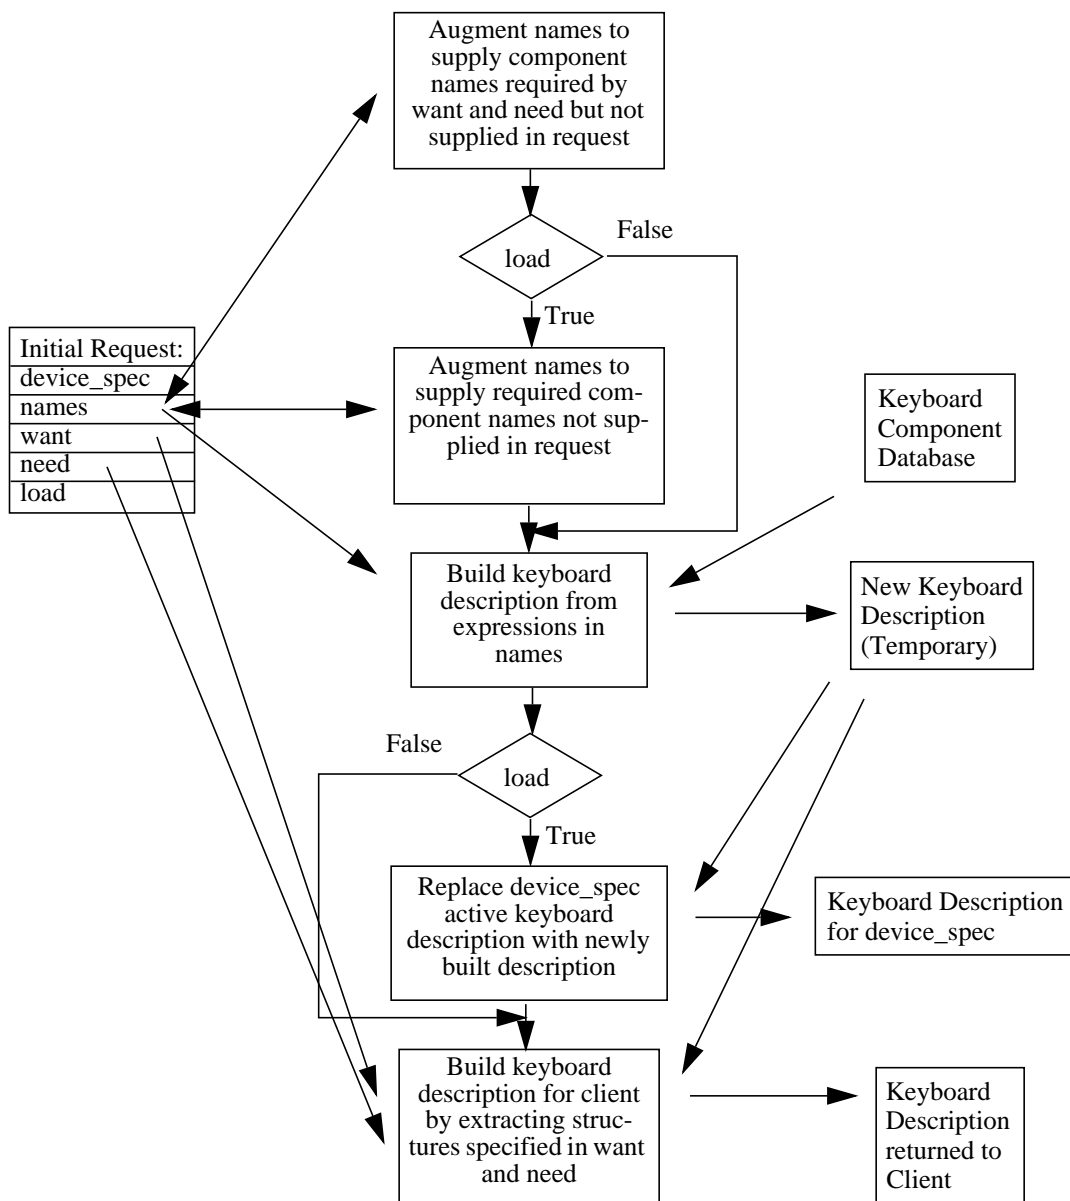 Augment names to
supply component
names required by
want and need but not
supplied in request
False
load
True
Initial Request:
device_spec
names
want
need
load
Augment names to
supply required com-
ponent names not sup-
plied in request
Keyboard
Component
Database
Build keyboard
description from
expressions in
names
New Keyboard
Description
(Temporary)
False
load
True
Replace device_spec
active keyboard
description with newly
built description
Keyboard Description
for device_spec
Build keyboard
description for client
by extracting struc-
tures specified in want
and need
Keyboard
Description
returned to
Client